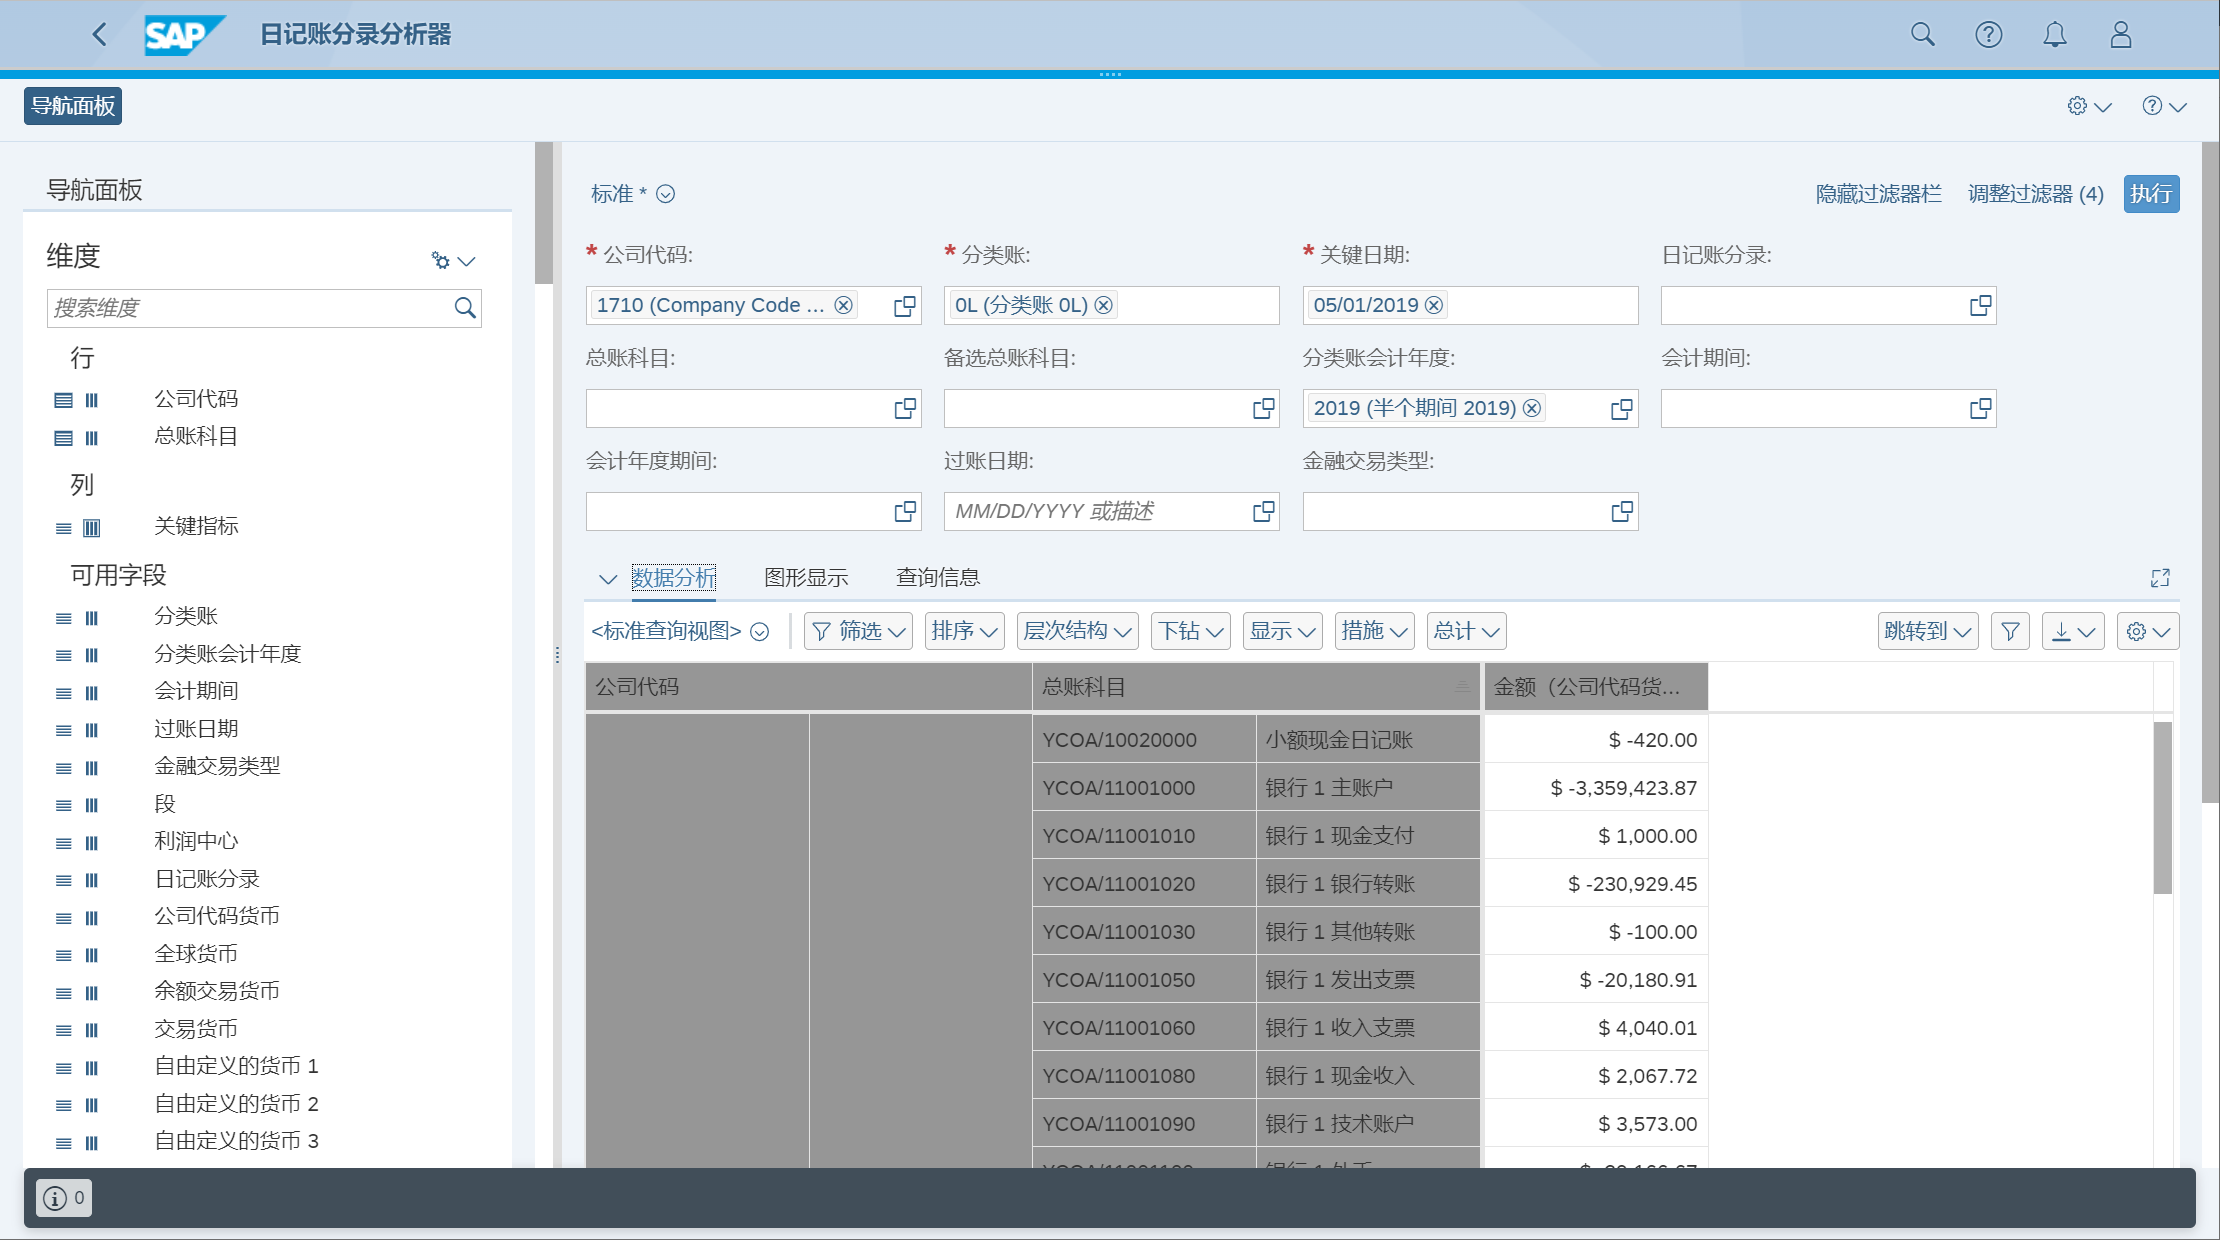 SAP 日记账分录分析器
导航面板
导航面板
维度
搜索维度
行
公司代码
总账科目
列
关键指标
可用字段
分类账
分类账会计年度
会计期间
过账日期
金融交易类型
段
利润中心
日记账分录
公司代码货币
全球货币
余额交易货币
交易货币
自由定义的货币 1
自由定义的货币 2
自由定义的货币 3
标准 *
隐藏过滤器栏 调整过滤器 (4) 执行
* 公司代码: * 分类账: * 关键日期: 日记账分录:
1710 (Company Code ... 0L (分类账 0L) 05/01/2019
总账科目: 备选总账科目: 分类账会计年度: 会计期间:
2019 (半个期间 2019)
会计年度期间: 过账日期: 金融交易类型:
MM/DD/YYYY 或描述
数据分析 图形显示 查询信息
<标准查询视图> 筛选 排序 层次结构 下钻 显示 措施 总计 跳转到
公司代码 总账科目 金额（公司代码货...
YCOA/10020000 小额现金日记账 $ -420.00
YCOA/11001000 银行 1 主账户 $ -3,359,423.87
YCOA/11001010 银行 1 现金支付 $ 1,000.00
YCOA/11001020 银行 1 银行转账 $ -230,929.45
YCOA/11001030 银行 1 其他转账 $ -100.00
YCOA/11001050 银行 1 发出支票 $ -20,180.91
YCOA/11001060 银行 1 收入支票 $ 4,040.01
YCOA/11001080 银行 1 现金收入 $ 2,067.72
YCOA/11001090 银行 1 技术账户 $ 3,573.00
0